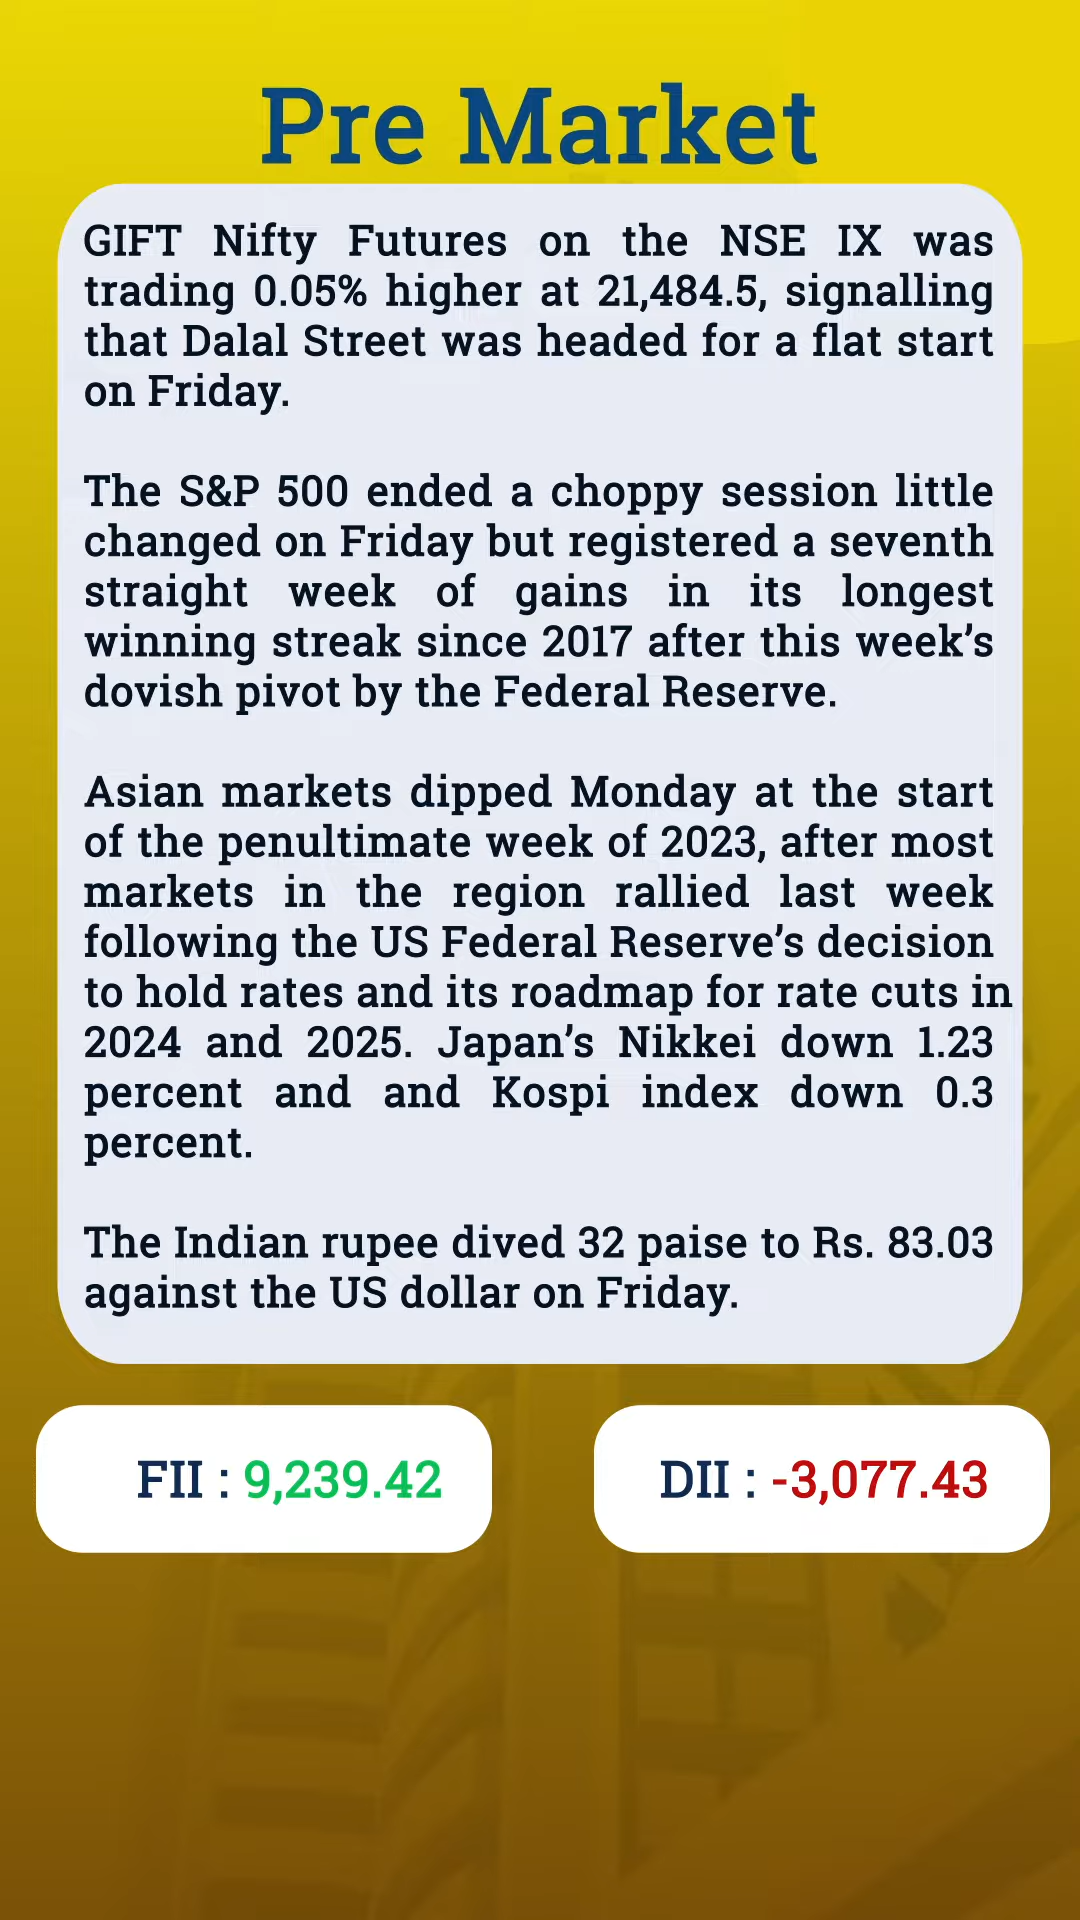 Pre Market
GIFT Nifty Futures on the NSE IX was
trading 0.05% higher at 21,484.5, signalling
that Dalal Street was headed for a flat start
on Friday.
The S&P 500 ended a choppy session little
changed on Friday but registered a seventh
straight week of gains in its longest
winning streak since 2017 after this week’s
dovish pivot by the Federal Reserve.
Asian markets dipped Monday at the start
of the penultimate week of 2023, after most
markets in the region rallied last week
following the US Federal Reserve’s decision
to hold rates and its roadmap for rate cuts in
2024 and 2025. Japan’s Nikkei down 1.23
percent and and Kospi index down 0.3
percent.
The Indian rupee dived 32 paise to Rs. 83.03
against the US dollar on Friday.
FII : 9,239.42
DII : -3,077.43